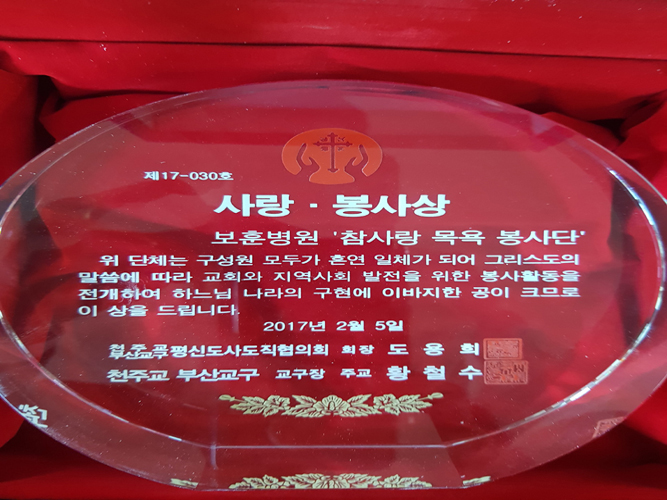 제17-030호
사랑·봉사상
보훈병원 '참사랑 목욕 봉사단'
위 단체는 구성원 모두가 혼연 일체가 되어 그리스도의
말씀에 따라 교회와 지역사회 발전을 위한 봉사활동을
전개하여 하느님 나라의 구현에 이바지한 공이 크므로
이 상을 드립니다.
2017년 2월 5일
천주교 부산교구 평신도사도직협의회 회장 도용희
천주교 부산교구 교구장 주교 황철수